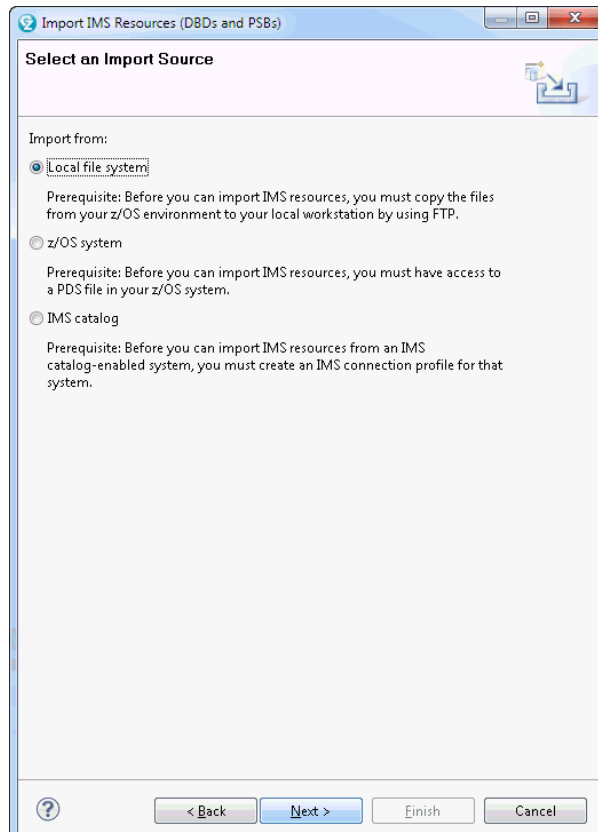 Import IMS Resources (DBDs and PSBs)
Select an Import Source
Import from:
Local file system
Prerequisite: Before you can import IMS resources, you must copy the files
from your z/OS environment to your local workstation by using FTP.
z/OS system
Prerequisite: Before you can import IMS resources, you must have access to
a PDS file in your z/OS system.
IMS catalog
Prerequisite: Before you can import IMS resources from an IMS
catalog-enabled system, you must create an IMS connection profile for that
system.
? < Back Next > Finish Cancel